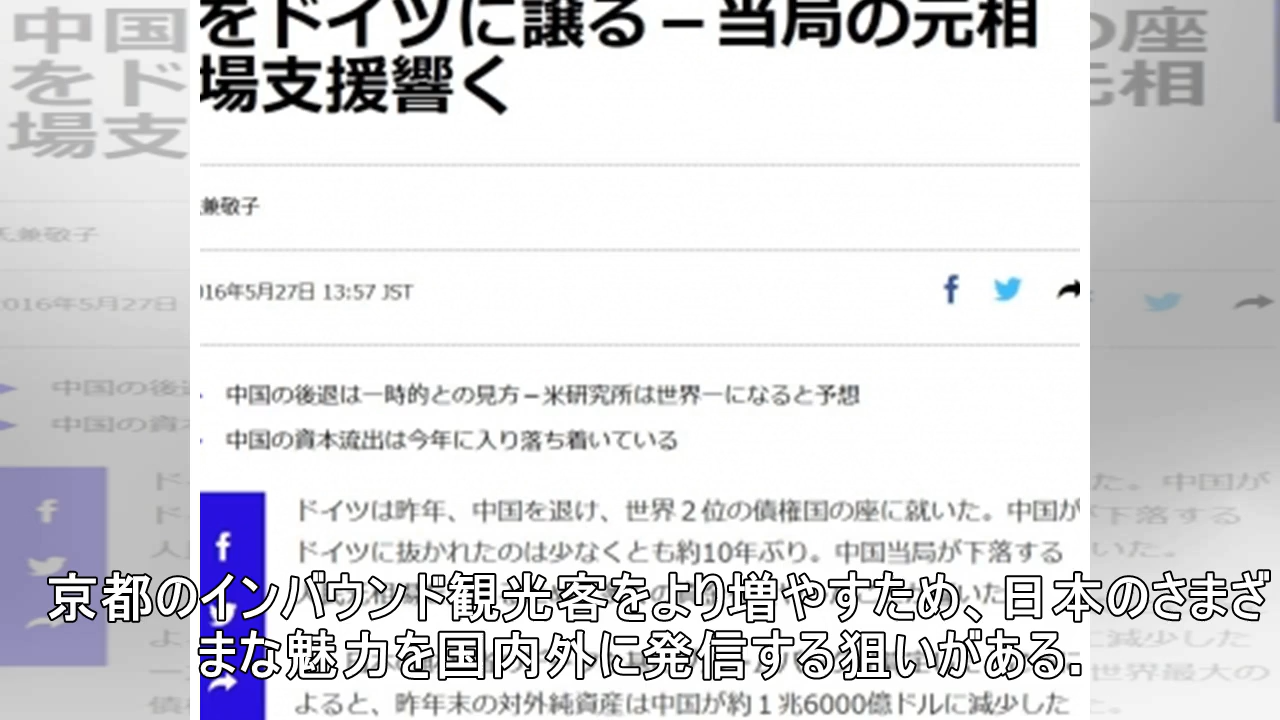 をドイツに譲る－当局の元相
場支援響く
兼敬子
016年5月27日 13:57 JST
中国の後退は一時的との見方－米研究所は世界一になると予想
中国の資本流出は今年に入り落ち着いている
ドイツは昨年、中国を退け、世界２位の債権国の座に就いた。中国が
ドイツに抜かれたのは少なくとも約10年ぶり。中国当局が下落する
京都のインバウンド観光客をより増やすため、日本のさまざ
まな魅力を国内外に発信する狙いがある.
よると、昨年末の対外純資産は中国が約１兆6000億ドルに減少した